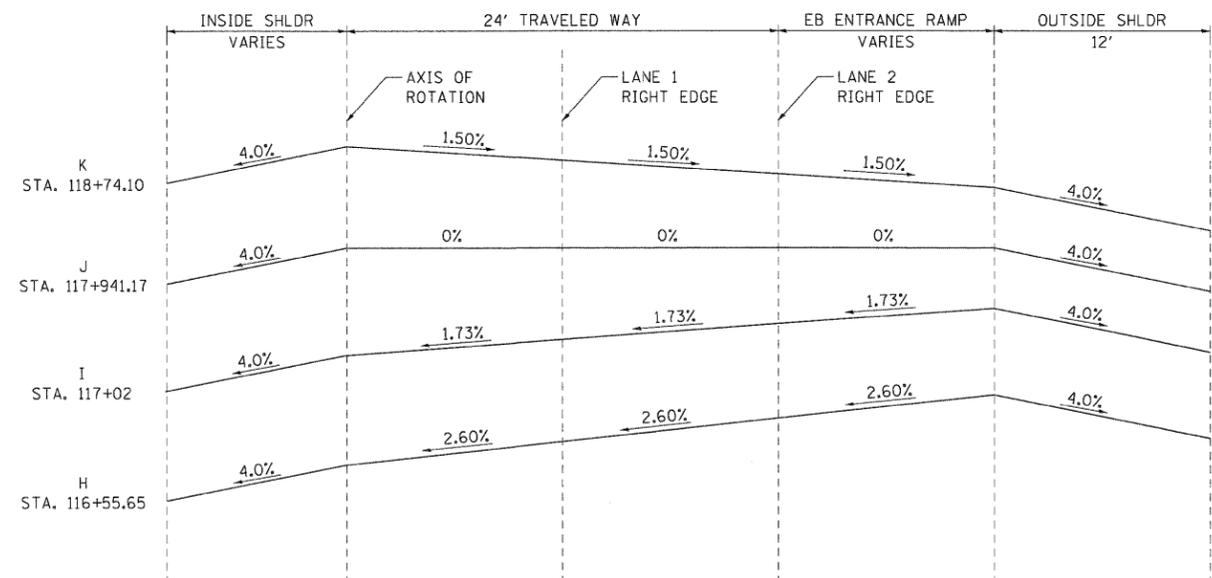 INSIDE SHLDR
24' TRAVELED WAY
EB ENTRANCE RAMP
OUTSIDE SHLDR
VARIES
VARIES
12'
AXIS OF
ROTATION
LANE 1
RIGHT EDGE
LANE 2
RIGHT EDGE
K
STA. 118+74.10
4.0%
1.50%
1.50%
1.50%
4.0%
J
STA. 117+941.17
4.0%
0%
0%
0%
4.0%
I
STA. 117+02
4.0%
1.73%
1.73%
1.73%
4.0%
H
STA. 116+55.65
4.0%
2.60%
2.60%
2.60%
4.0%